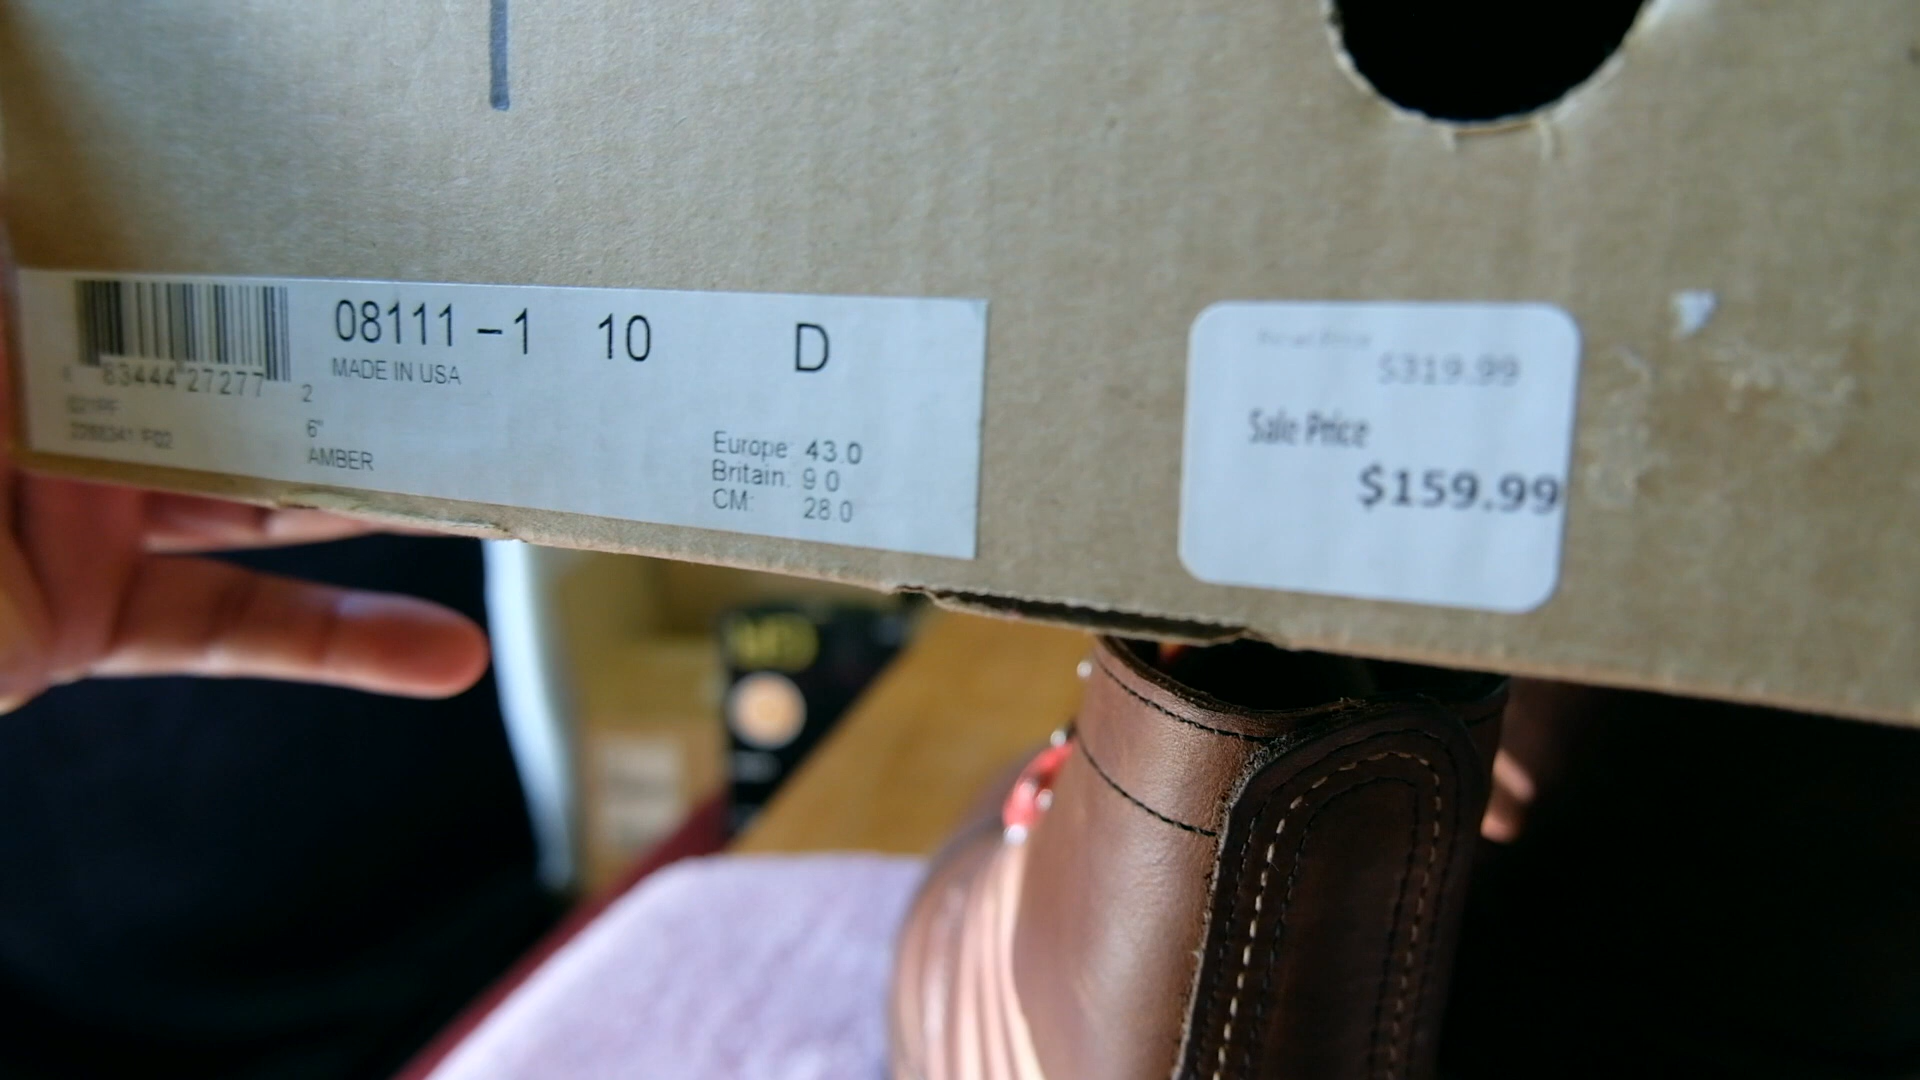 08111 -1 10 D
MADE IN USA
83444 27277 2
6"
AMBER
Europe: 43.0
Britain: 9 0
CM: 28.0
$319.99
Sale Price
$159.99